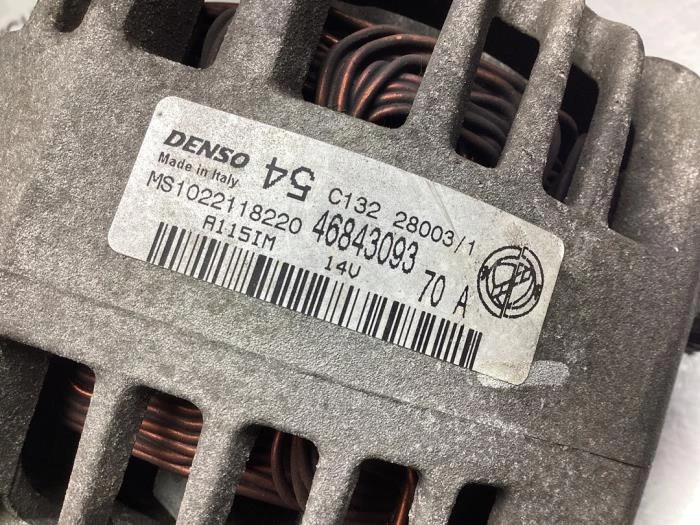 DENSO
Made in Italy
54
C132 28003/1
MS1022118220 46843093
A115IM 14V 70 A